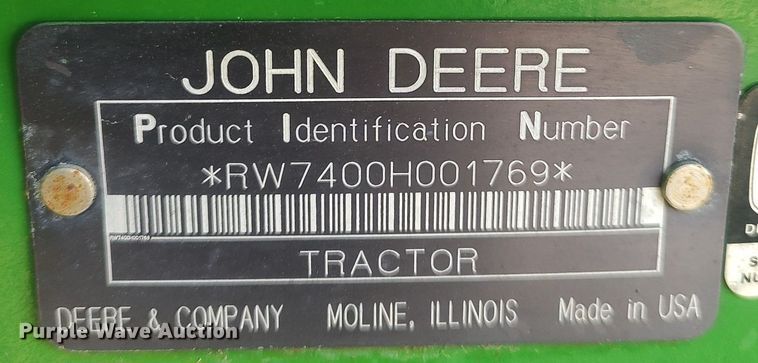 JOHN DEERE
Product Identification Number
*RW7400H001769*
TRACTOR
DEERE & COMPANY MOLINE, ILLINOIS Made in USA
Purple Wave Auction